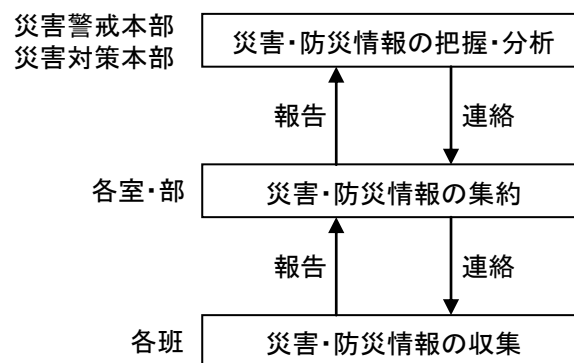 災害警戒本部
災害対策本部
災害・防災情報の把握・分析
報告
連絡
各室・部
災害・防災情報の集約
報告
連絡
各班
災害・防災情報の収集